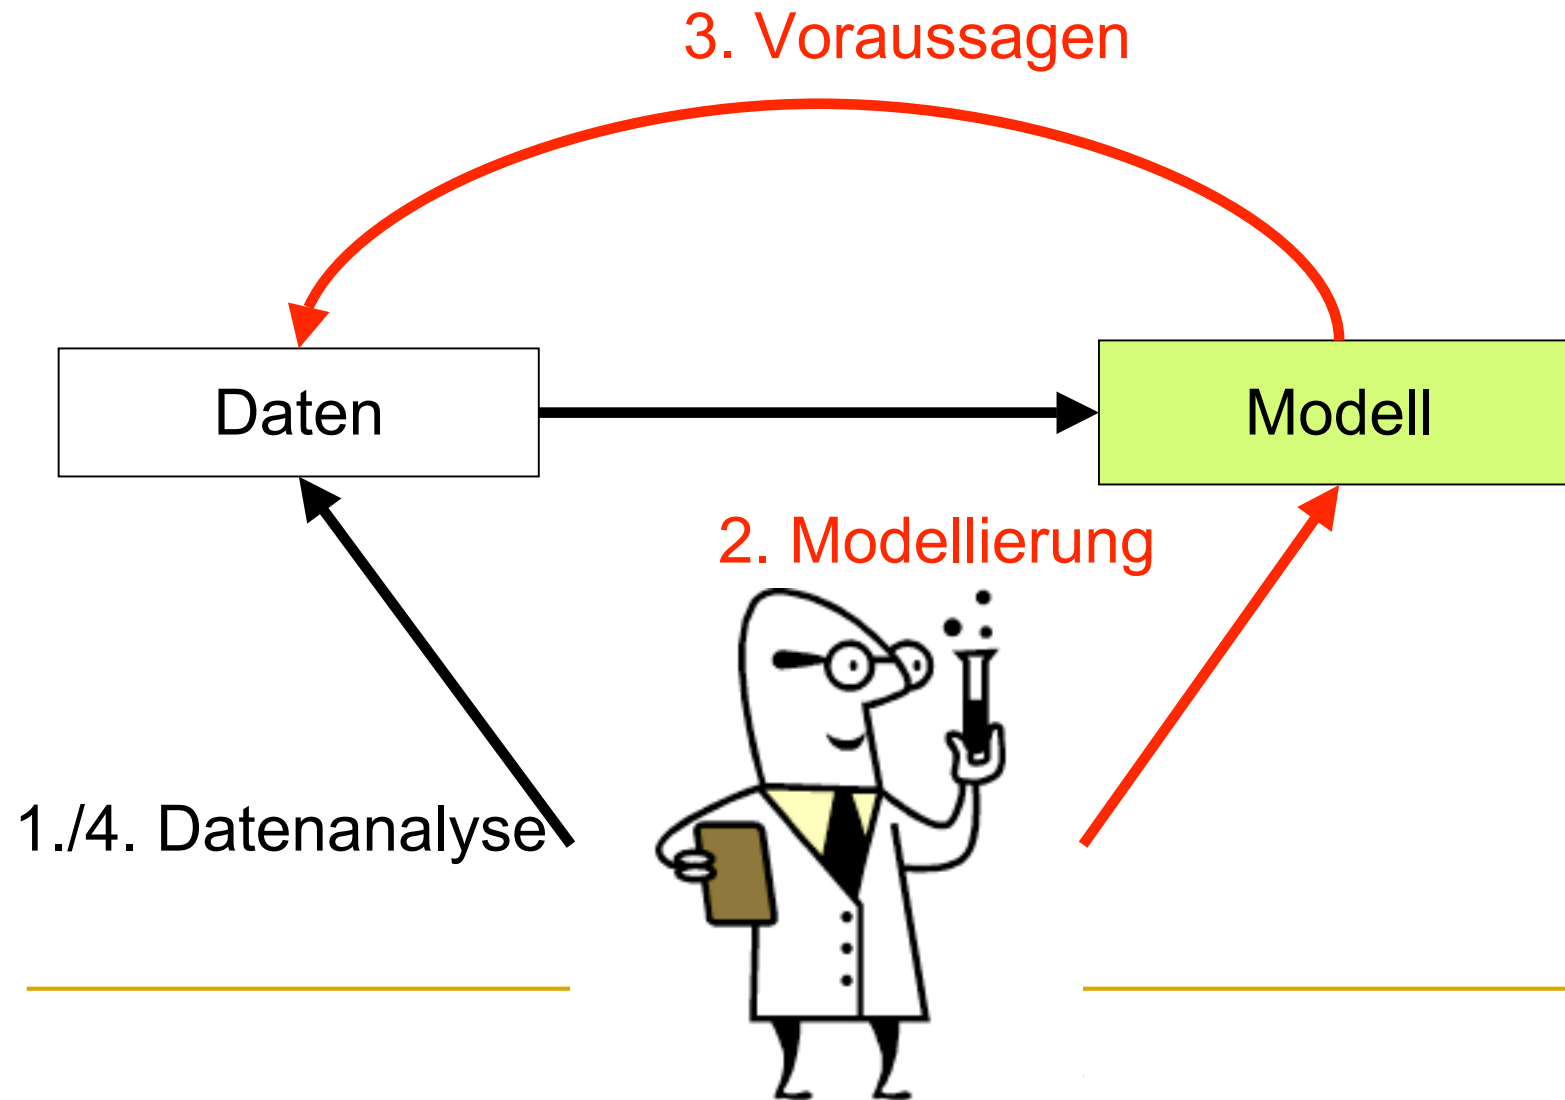 3. Voraussagen
Daten
Modell
2. Modellierung
1./4. Datenanalyse